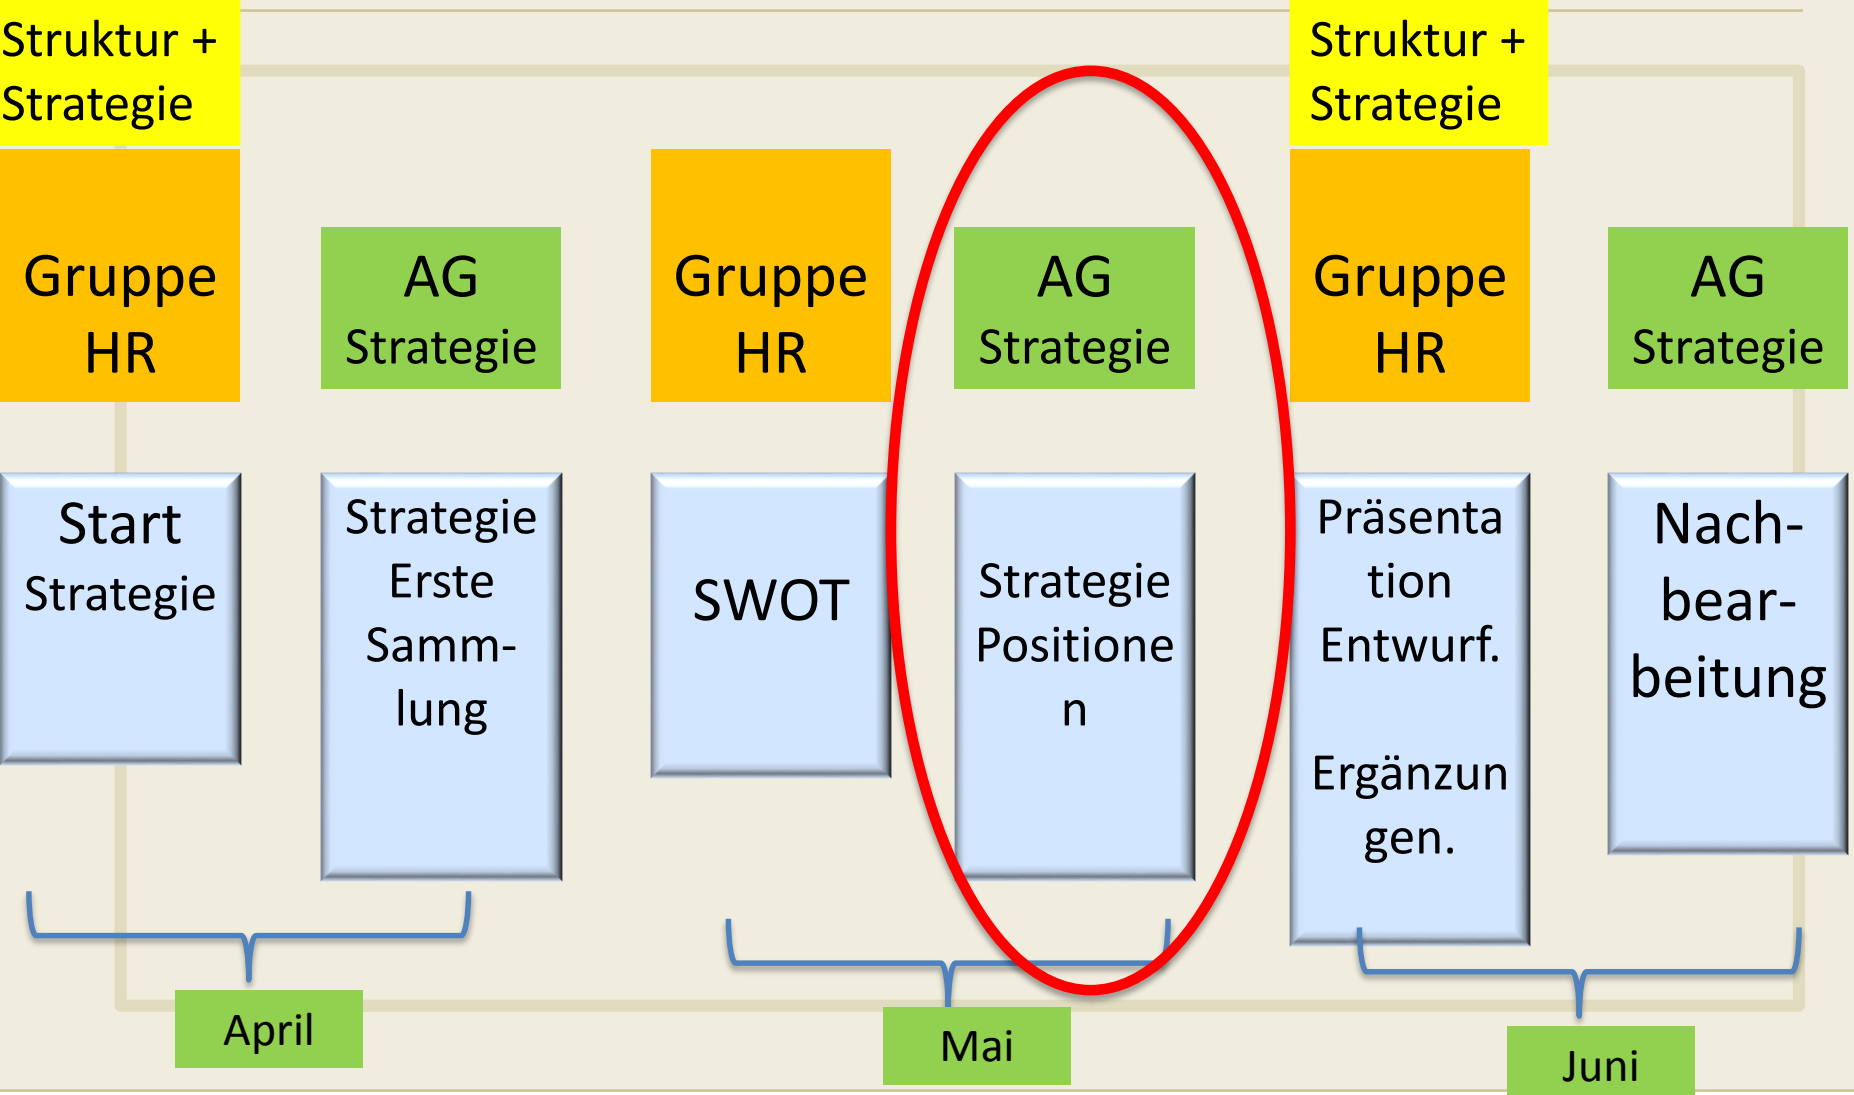 Struktur +
Strategie
Struktur +
Strategie
Gruppe
HR
AG
Strategie
Gruppe
HR
AG
Strategie
Gruppe
HR
AG
Strategie
Start
Strategie
Strategie
Erste
Samm-
lung
SWOT
Strategie
Positione
n
Präsenta
tion
Entwurf.
Ergänzun
gen.
Nach-
bear-
beitung
April
Mai
Juni